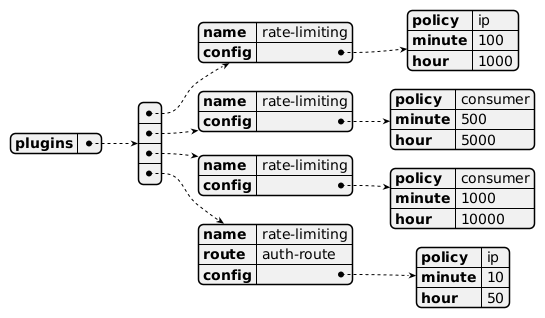 plugins
name rate-limiting
config
policy ip
minute 100
hour 1000
name rate-limiting
config
policy consumer
minute 500
hour 5000
name rate-limiting
config
policy consumer
minute 1000
hour 10000
name rate-limiting
route auth-route
config
policy ip
minute 10
hour 50